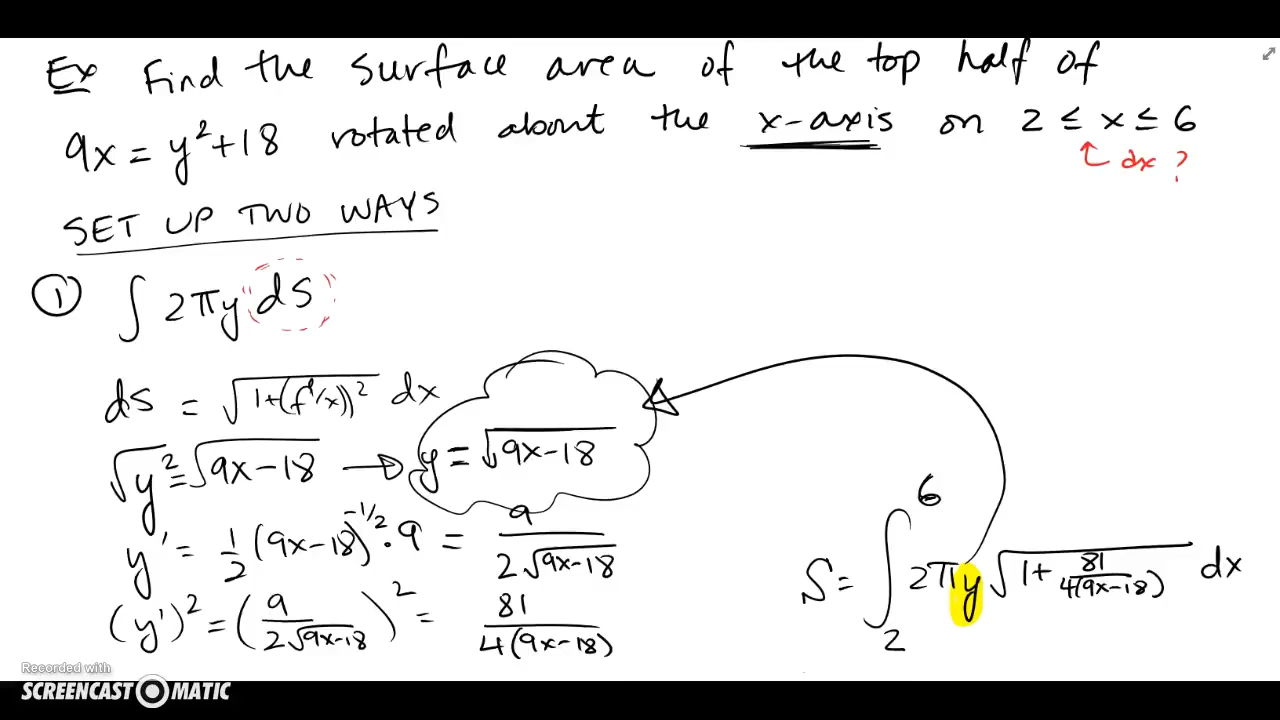 Ex Find the surface area of the top half of
9x = y² + 18 rotated about the x-axis on 2 ≤ x ≤ 6
dx ?
SET UP TWO WAYS
① ∫ 2πy dS
dS = √(1+(f'(x))²) dx
√y² = √(9x-18) → y = √(9x-18)
y' = 1/2 (9x-18)^(-1/2) · 9 = 9/(2√(9x-18))
(y')² = (9/(2√(9x-18)))² = 81/(4(9x-18))
S = ∫₂⁶ 2πy √(1 + 81/(4(9x-18))) dx
Recorded with
SCREENCAST O MATIC